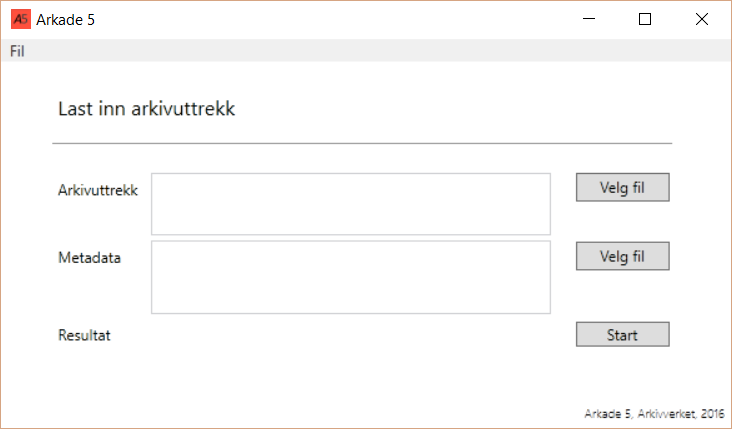 A5 Arkade 5
Fil
Last inn arkivuttrekk
Arkivuttrekk
Velg fil
Metadata
Velg fil
Resultat
Start
Arkade 5, Arkivverket, 2016